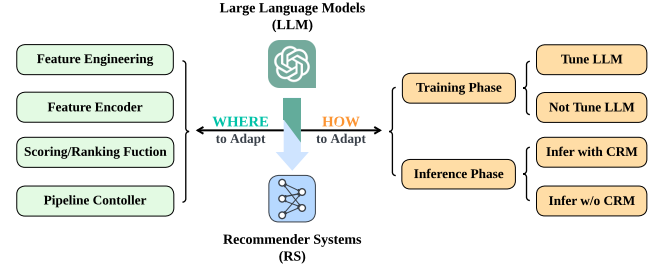 Large Language Models
(LLM)
Feature Engineering
Feature Encoder
Scoring/Ranking Fuction
Pipeline Contoller
WHERE
to Adapt
HOW
to Adapt
Training Phase
Inference Phase
Tune LLM
Not Tune LLM
Infer with CRM
Infer w/o CRM
Recommender Systems
(RS)